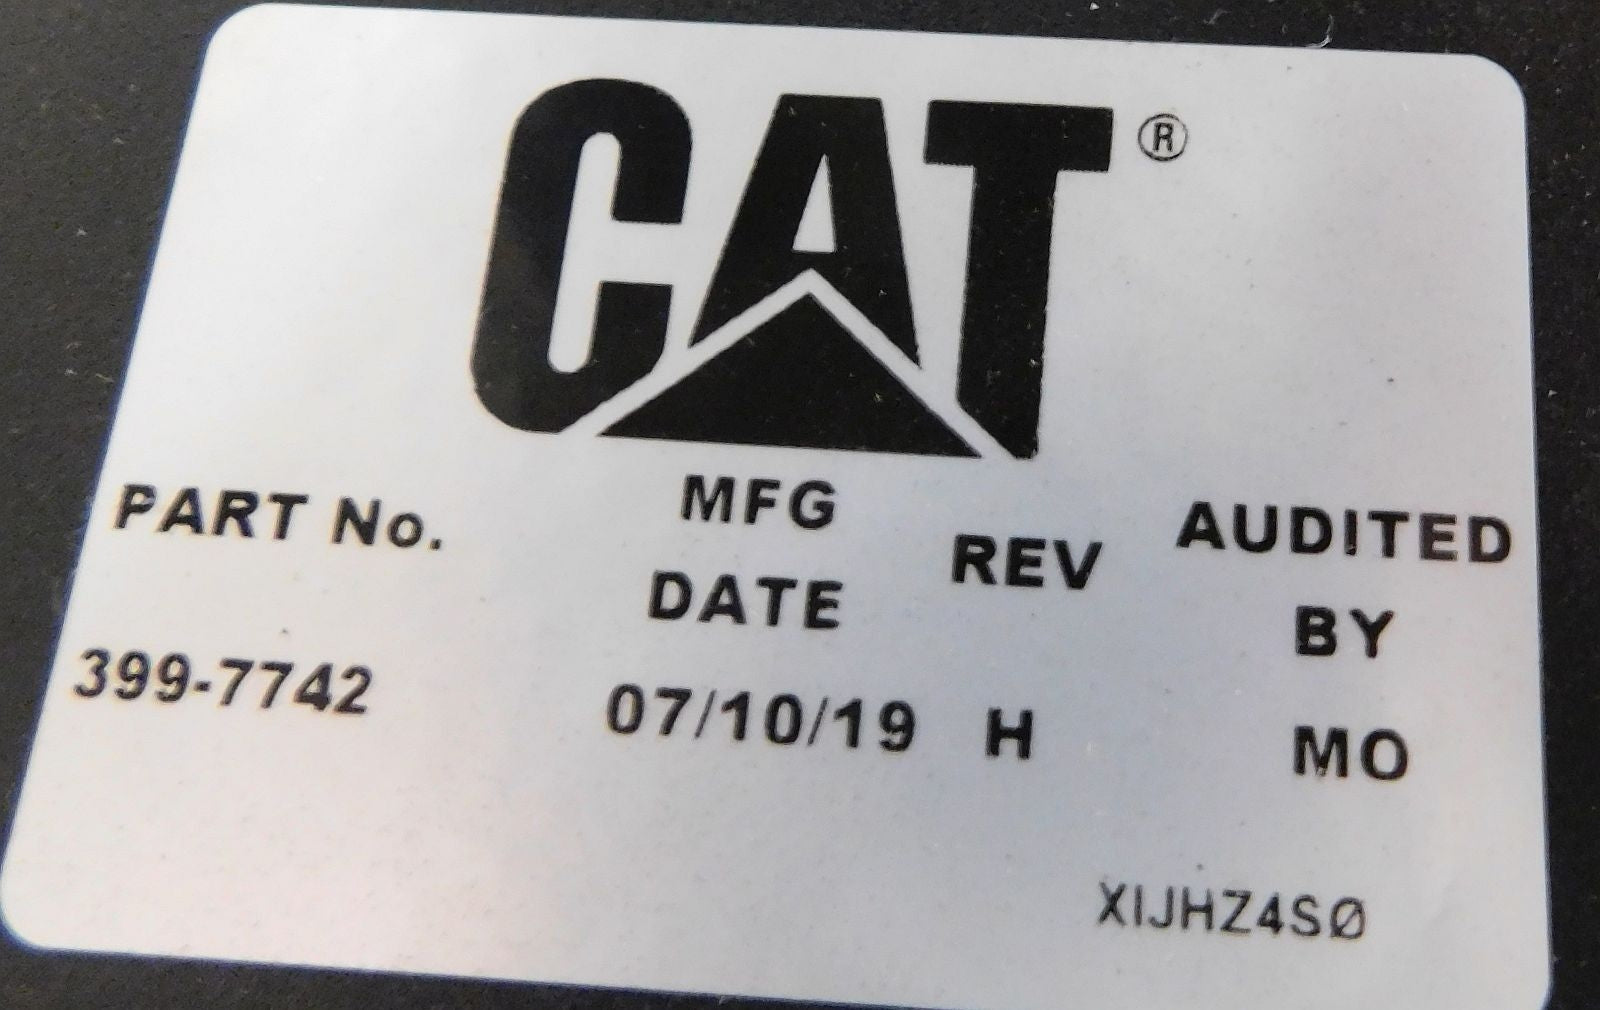 CAT®
PART No. MFG DATE REV AUDITED BY
399-7742 07/10/19 H MO
XIJHZ4SØ